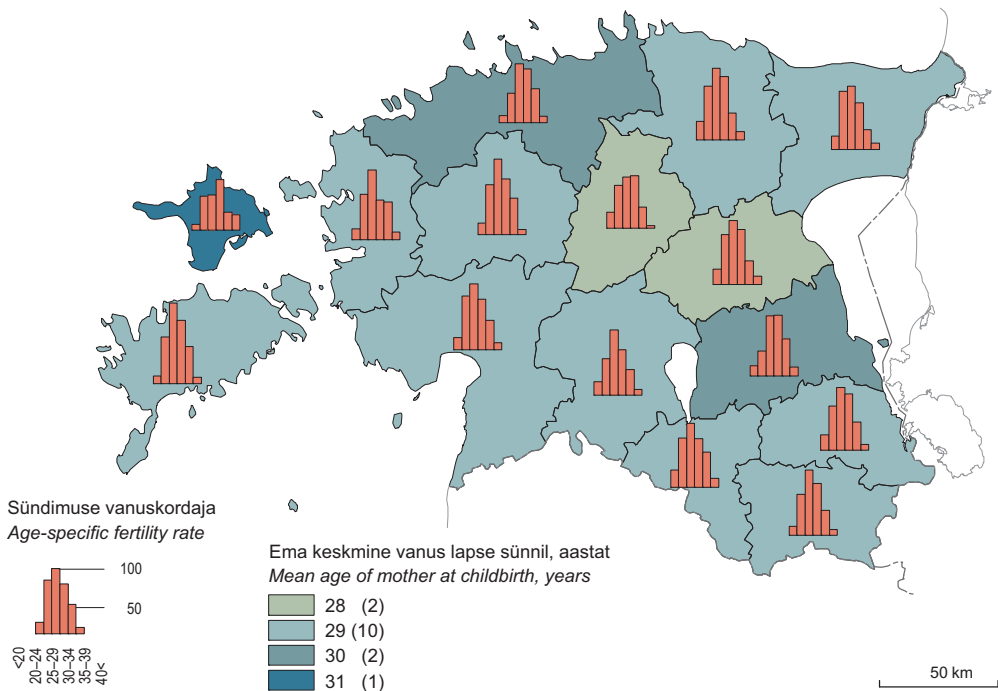 Sündimuse vanuskordaja
Age-specific fertility rate
100
50
<20
20–24
25–29
30–34
35–39
40<
Ema keskmine vanus lapse sünnil, aastat
Mean age of mother at childbirth, years
28 (2)
29 (10)
30 (2)
31 (1)
50 km